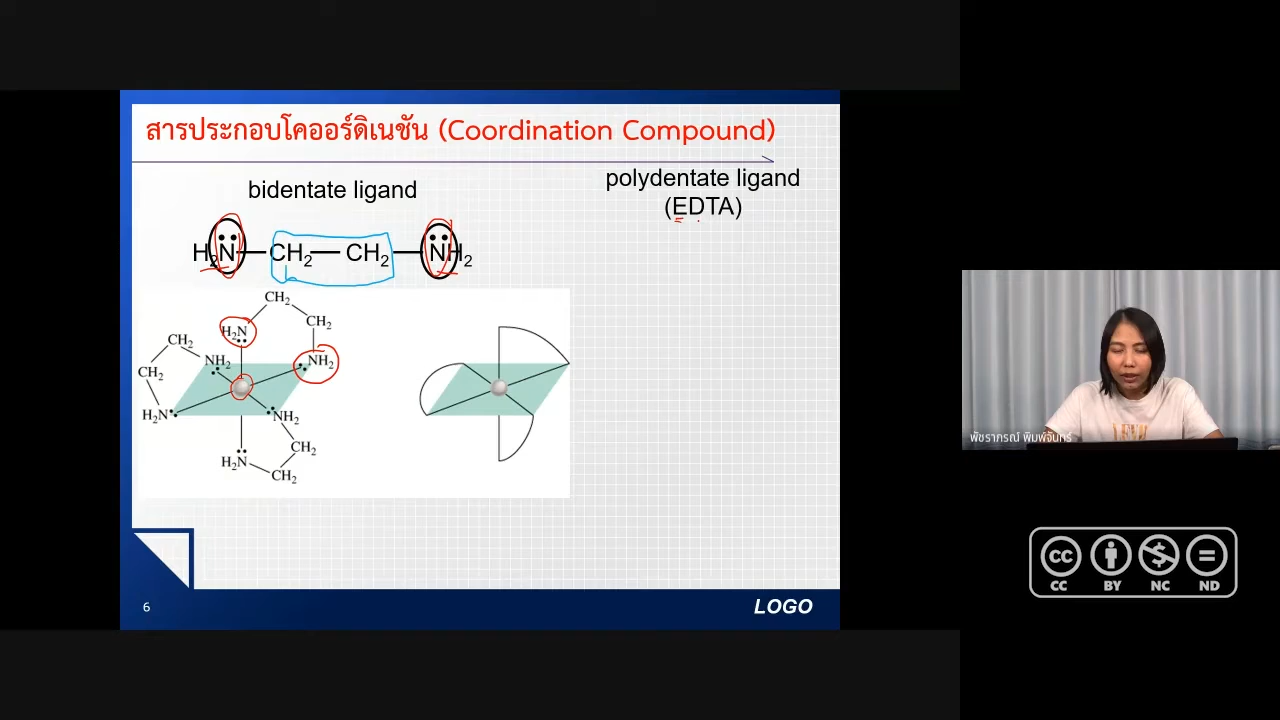 สารประกอบโคออร์ดิเนชัน (Coordination Compound)
bidentate ligand
polydentate ligand
(EDTA)
H₂N—CH₂—CH₂—NH₂
CH₂
H₂N
CH₂
CH₂
NH₂
NH₂
CH₂
H₂N
NH₂
CH₂
H₂N
CH₂
6
LOGO
พัชราภรณ์ พิมพ์จันทร์
CC BY NC ND